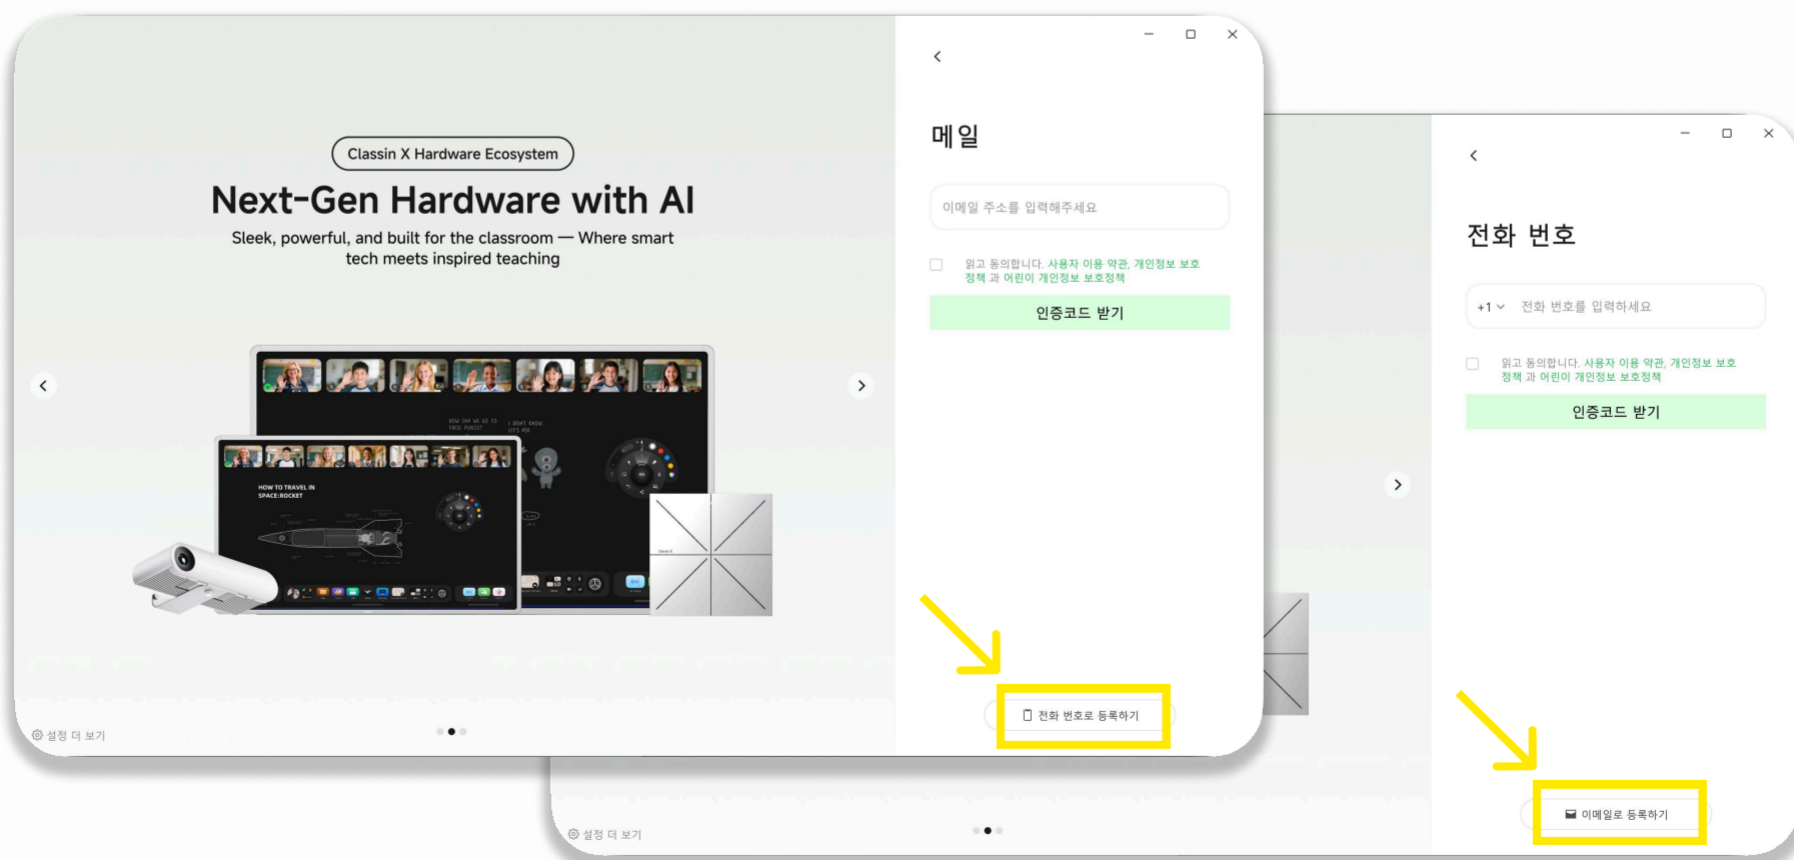 Classin X Hardware Ecosystem
Next-Gen Hardware with AI
Sleek, powerful, and built for the classroom — Where smart
tech meets inspired teaching
HOW TO TRAVEL IN
SPACE:ROCKET
설정 더 보기
메일
이메일 주소를 입력해주세요
읽고 동의합니다. 사용자 이용 약관, 개인정보 보호
정책 과 어린이 개인정보 보호정책
인증코드 받기
전화 번호로 등록하기
전화 번호
+1 전화 번호를 입력하세요
읽고 동의합니다. 사용자 이용 약관, 개인정보 보호
정책 과 어린이 개인정보 보호정책
인증코드 받기
이메일로 등록하기
설정 더 보기